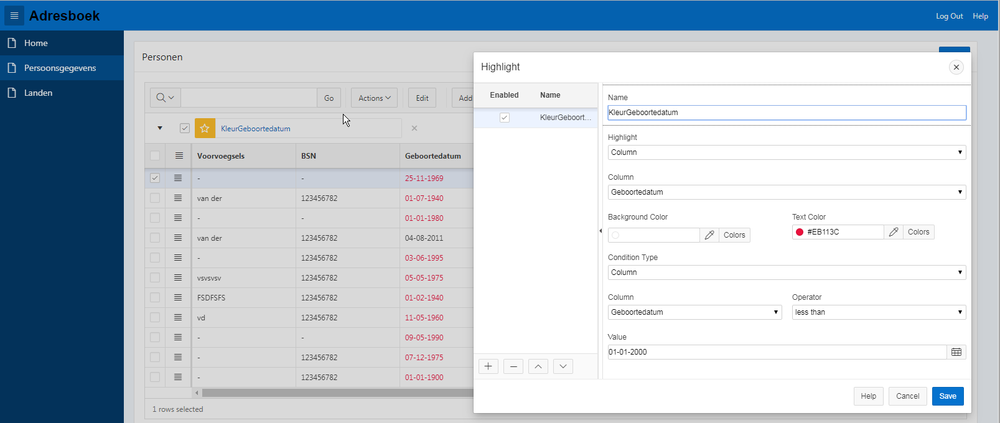 Adresboek
Log Out Help
Home
Persoonsgegevens
Landen
Personen
Go
Actions
Edit
Add
KleurGeboortedatum
Voorvoegsels BSN Geboortedatum
- - 25-11-1969
van der 123456782 01-07-1940
- - 01-01-1980
van der 123456782 04-08-2011
- 123456782 03-06-1995
vsvsvsv 123456782 05-05-1975
FSDFSFS 123456782 01-02-1940
vd 123456782 11-05-1960
- - 09-05-1990
- 123456782 07-12-1975
- 123456782 01-01-1900
1 rows selected
Highlight
Enabled Name
KleurGeboort...
Name
KleurGeboortedatum
Highlight
Column
Column
Geboortedatum
Background Color Text Color
Colors #EB113C Colors
Condition Type
Column
Column Operator
Geboortedatum less than
Value
01-01-2000
Help Cancel Save